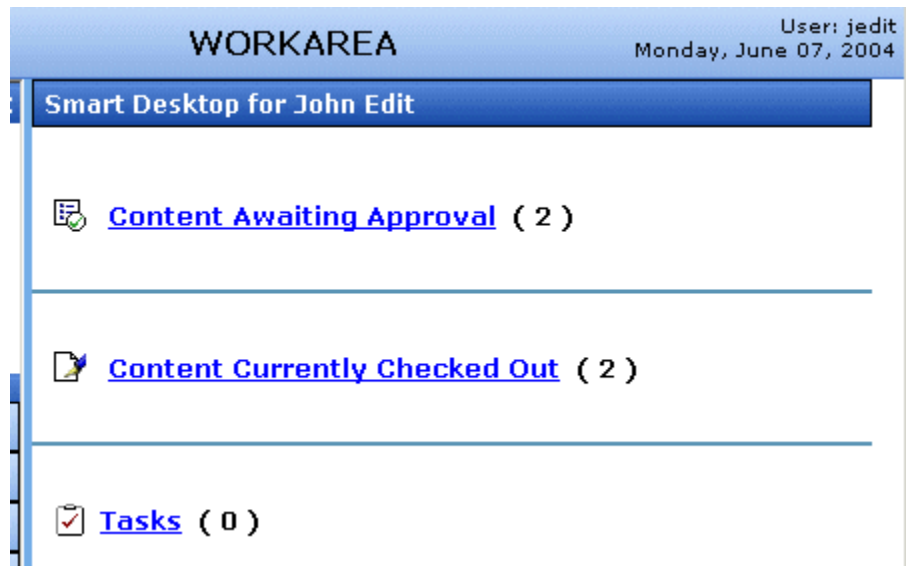 WORKAREA
User: jedit
Monday, June 07, 2004
Smart Desktop for John Edit
Content Awaiting Approval ( 2 )
Content Currently Checked Out ( 2 )
Tasks ( 0 )